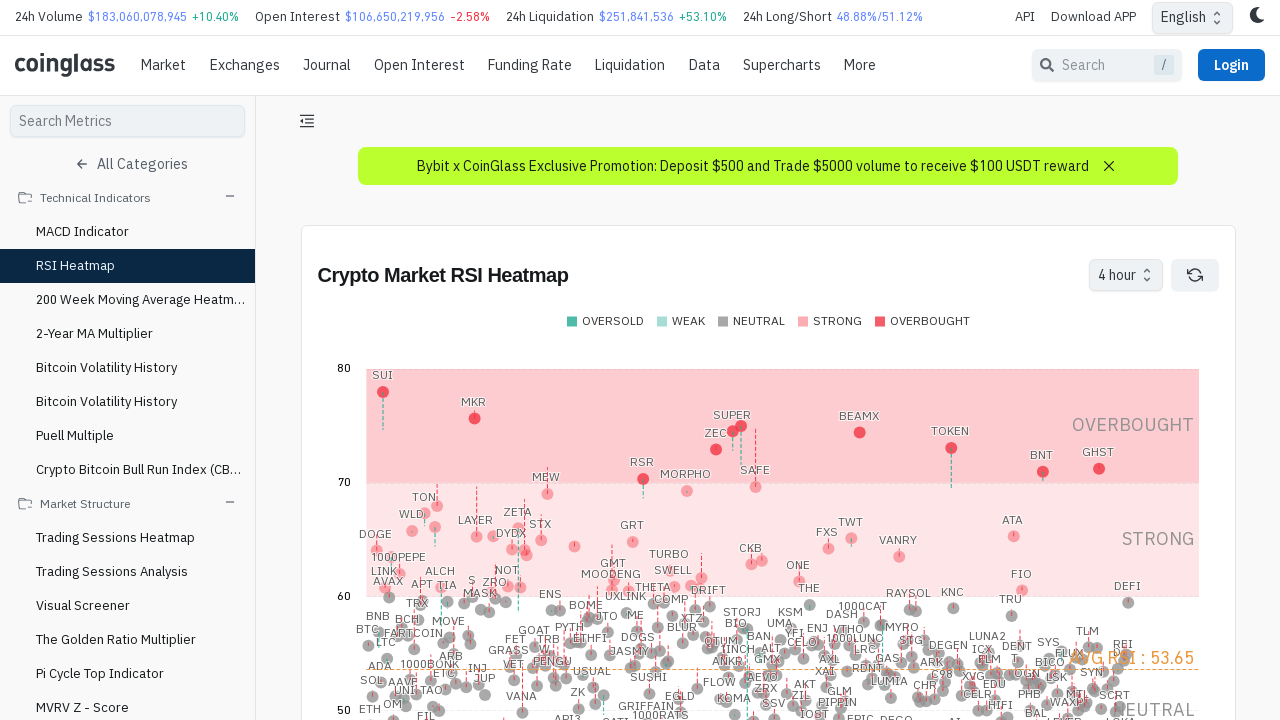 24h Volume $183,060,078,945 +10.40% Open Interest $106,650,219,956 -2.58% 24h Liquidation $251,841,536 +53.10% 24h Long/Short 48.88%/51.12% API Download APP English
coinglass Market Exchanges Journal Open Interest Funding Rate Liquidation Data Supercharts More Search / Login
Search Metrics
All Categories
Technical Indicators
MACD Indicator
RSI Heatmap
200 Week Moving Average Heatm...
2-Year MA Multiplier
Bitcoin Volatility History
Bitcoin Volatility History
Puell Multiple
Crypto Bitcoin Bull Run Index (CB...
Market Structure
Trading Sessions Heatmap
Trading Sessions Analysis
Visual Screener
The Golden Ratio Multiplier
Pi Cycle Top Indicator
MVRV Z - Score
Bybit x CoinGlass Exclusive Promotion: Deposit $500 and Trade $5000 volume to receive $100 USDT reward
Crypto Market RSI Heatmap
4 hour
OVERSOLD WEAK NEUTRAL STRONG OVERBOUGHT
80
SUI
MKR
SUPER
BEAMX
OVERBOUGHT
ZEC
TOKEN
BNT
GHST
RSR
SAFE
MORPHO
MEW
70
TON
WLD
ZETA
LAYER
STX
GRT
TWT
ATA
DOGE
DYDX
FXS
STRONG
VANRY
CKB
1000PEPE
TURBO
GMT
ONE
LINK
ALCH
NOT
SWELL
MOODENG
FIO
AVAX
APT
TIA
S
ZRO
THETA
DRIFT
THE
DEFI
60
MASK
ENS
UXLINK
COMP
RAYSOL
KNC
TRX
BOME
1000CAT
TRU
BNB
BCH
MOVE
JTO
ME
XTZ
STORJ
KSM
DASH
BTC
FARTCOIN
GOAT
PYTH
BLUR
BIO
UMA
ENJ
VTHO
MYRO
TLM
LTC
FET
TRB
ETHFI
DOGS
QTUM
BAN
YFI
CELO
1000LUNC
STG
LUNA2
SYS
GRASS
W
JASMY
1INCH
ALT
LRC
DEGEN
ICX
DENT
REI
ARB
PENGU
ANKR
GMX
AXL
GAS
ARK
FLM
T
BICO
AVG RSI : 53.65
ADA
1000BONK
VET
INJ
USUAL
SUSHI
AEVO
XAI
RDNT
C98
XVG
OGN
LSK
SYN
SOL
AAVE
ETC
JUP
FLOW
ZRX
AKT
LUMIA
CHR
EDU
UNI
TAO
VANA
ZK
EGLD
KOMA
ZIL
GLM
CELR
PHB
MTL
SCRT
OM
GRIFFAIN
SSV
PIPPIN
HIFI
WAXP
NEUTRAL
ETH
FIL
API3
1000RATS
BAL
50